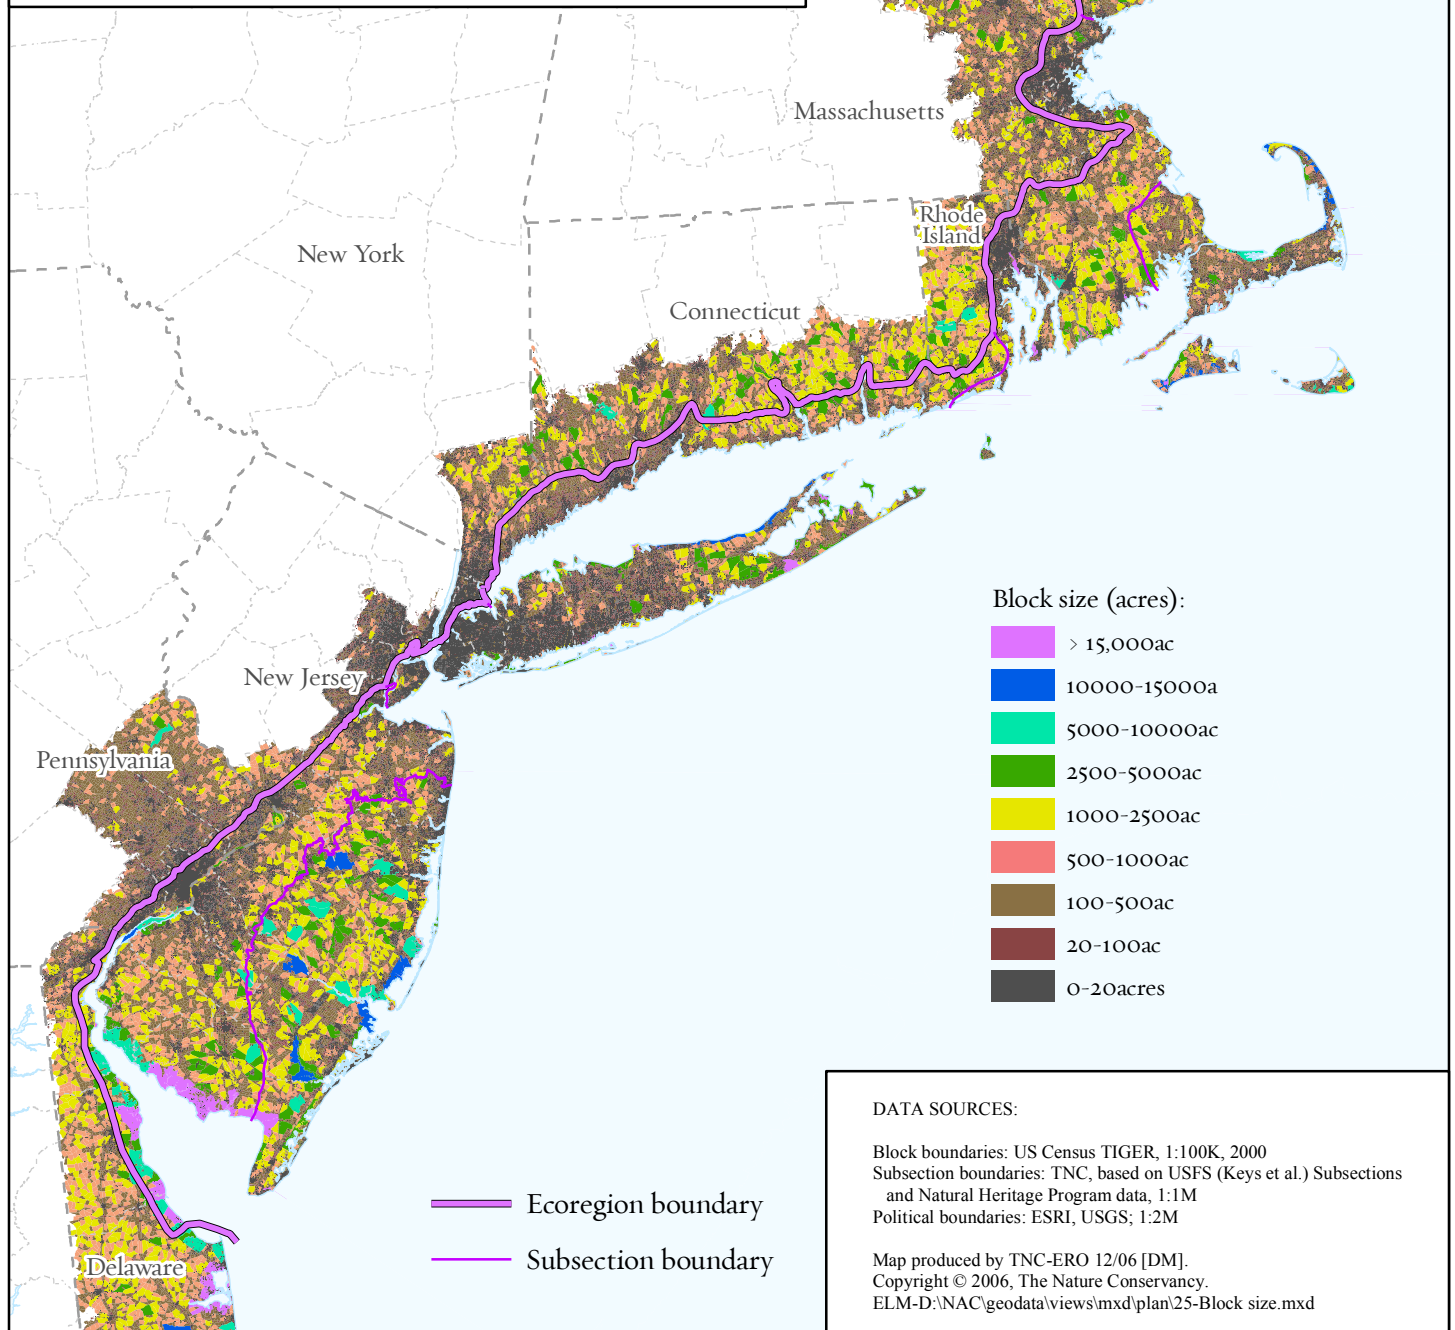 Massachusetts
Rhode
Island
New York
Connecticut
New Jersey
Pennsylvania
Delaware
Block size (acres):
> 15,000ac
10000-15000a
5000-10000ac
2500-5000ac
1000-2500ac
500-1000ac
100-500ac
20-100ac
0-20acres
Ecoregion boundary
Subsection boundary
DATA SOURCES:
Block boundaries: US Census TIGER, 1:100K, 2000
Subsection boundaries: TNC, based on USFS (Keys et al.) Subsections
and Natural Heritage Program data, 1:1M
Political boundaries: ESRI, USGS; 1:2M
Map produced by TNC-ERO 12/06 [DM].
Copyright © 2006, The Nature Conservancy.
ELM-D:\NAC\geodata\views\mxd\plan\25-Block size.mxd